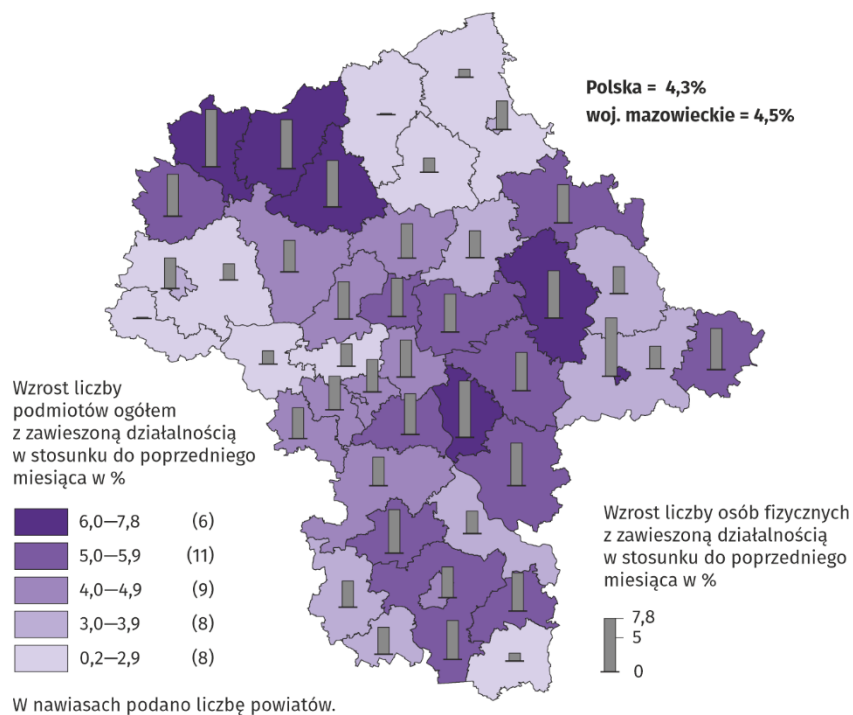 Polska = 4,3%
woj. mazowieckie = 4,5%
Wzrost liczby
podmiotów ogółem
z zawieszoną działalnością
w stosunku do poprzedniego
miesiąca w %
6,0—7,8 (6)
5,0—5,9 (11)
4,0—4,9 (9)
3,0—3,9 (8)
0,2—2,9 (8)
W nawiasach podano liczbę powiatów.
Wzrost liczby osób fizycznych
z zawieszoną działalnością
w stosunku do poprzedniego
miesiąca w %
7,8
5
0